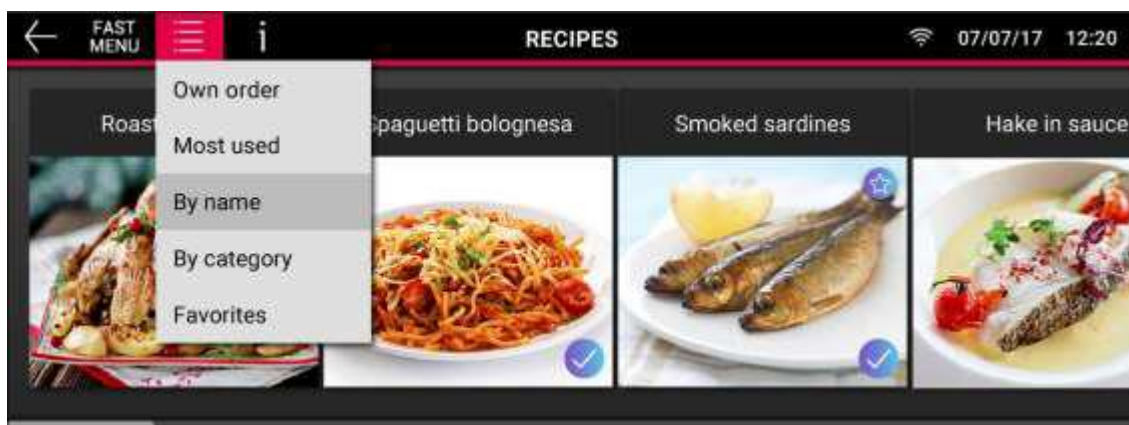 FAST
MENU
i
RECIPES
07/07/17 12:20
Own order
Most used
By name
By category
Favorites
Roast
paguetti bolognesa
Smoked sardines
Hake in sauce